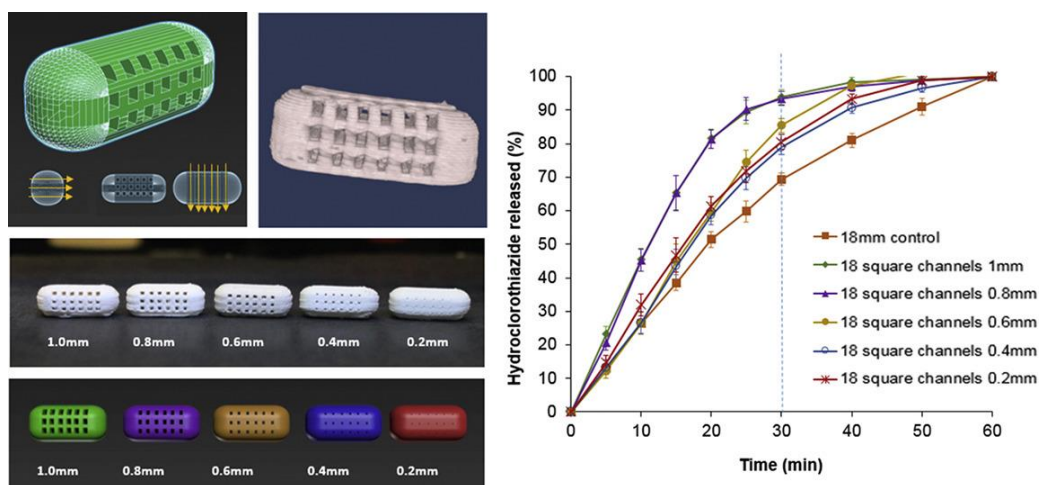 1.0mm 0.8mm 0.6mm 0.4mm 0.2mm
1.0mm 0.8mm 0.6mm 0.4mm 0.2mm
Hydroclorothiazide released (%)
100
90
80
70
60
50
40
30
20
10
0
0 10 20 30 40 50 60
Time (min)
18mm control
18 square channels 1mm
18 square channels 0.8mm
18 square channels 0.6mm
18 square channels 0.4mm
18 square channels 0.2mm